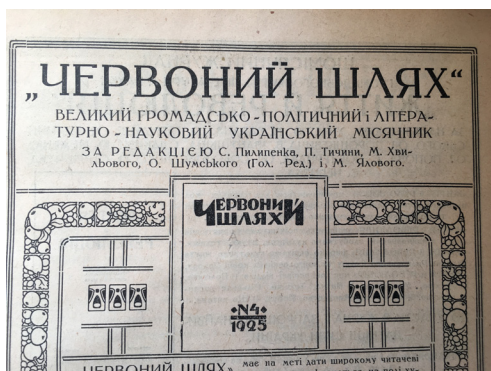 „ЧЕРВОНИЙ ШЛЯХ“
ВЕЛИКИЙ ГРОМАДСЬКО - ПОЛІТИЧНИЙ і ЛІТЕРА-
ТУРНО - НАУКОВИЙ УКРАЇНСЬКИЙ МІСЯЧНИК
ЗА РЕДАКЦІЄЮ С. Пилипенка, П. Тичини, М. Хви-
льового, О. Шумського (Гол. Ред.) і М. Ялового.
ЧЕРВОНИЙ
ШЛЯХ
№4
1925
„ЧЕРВОНИЙ ШЛЯХ“ має на меті дати широкому читачеві